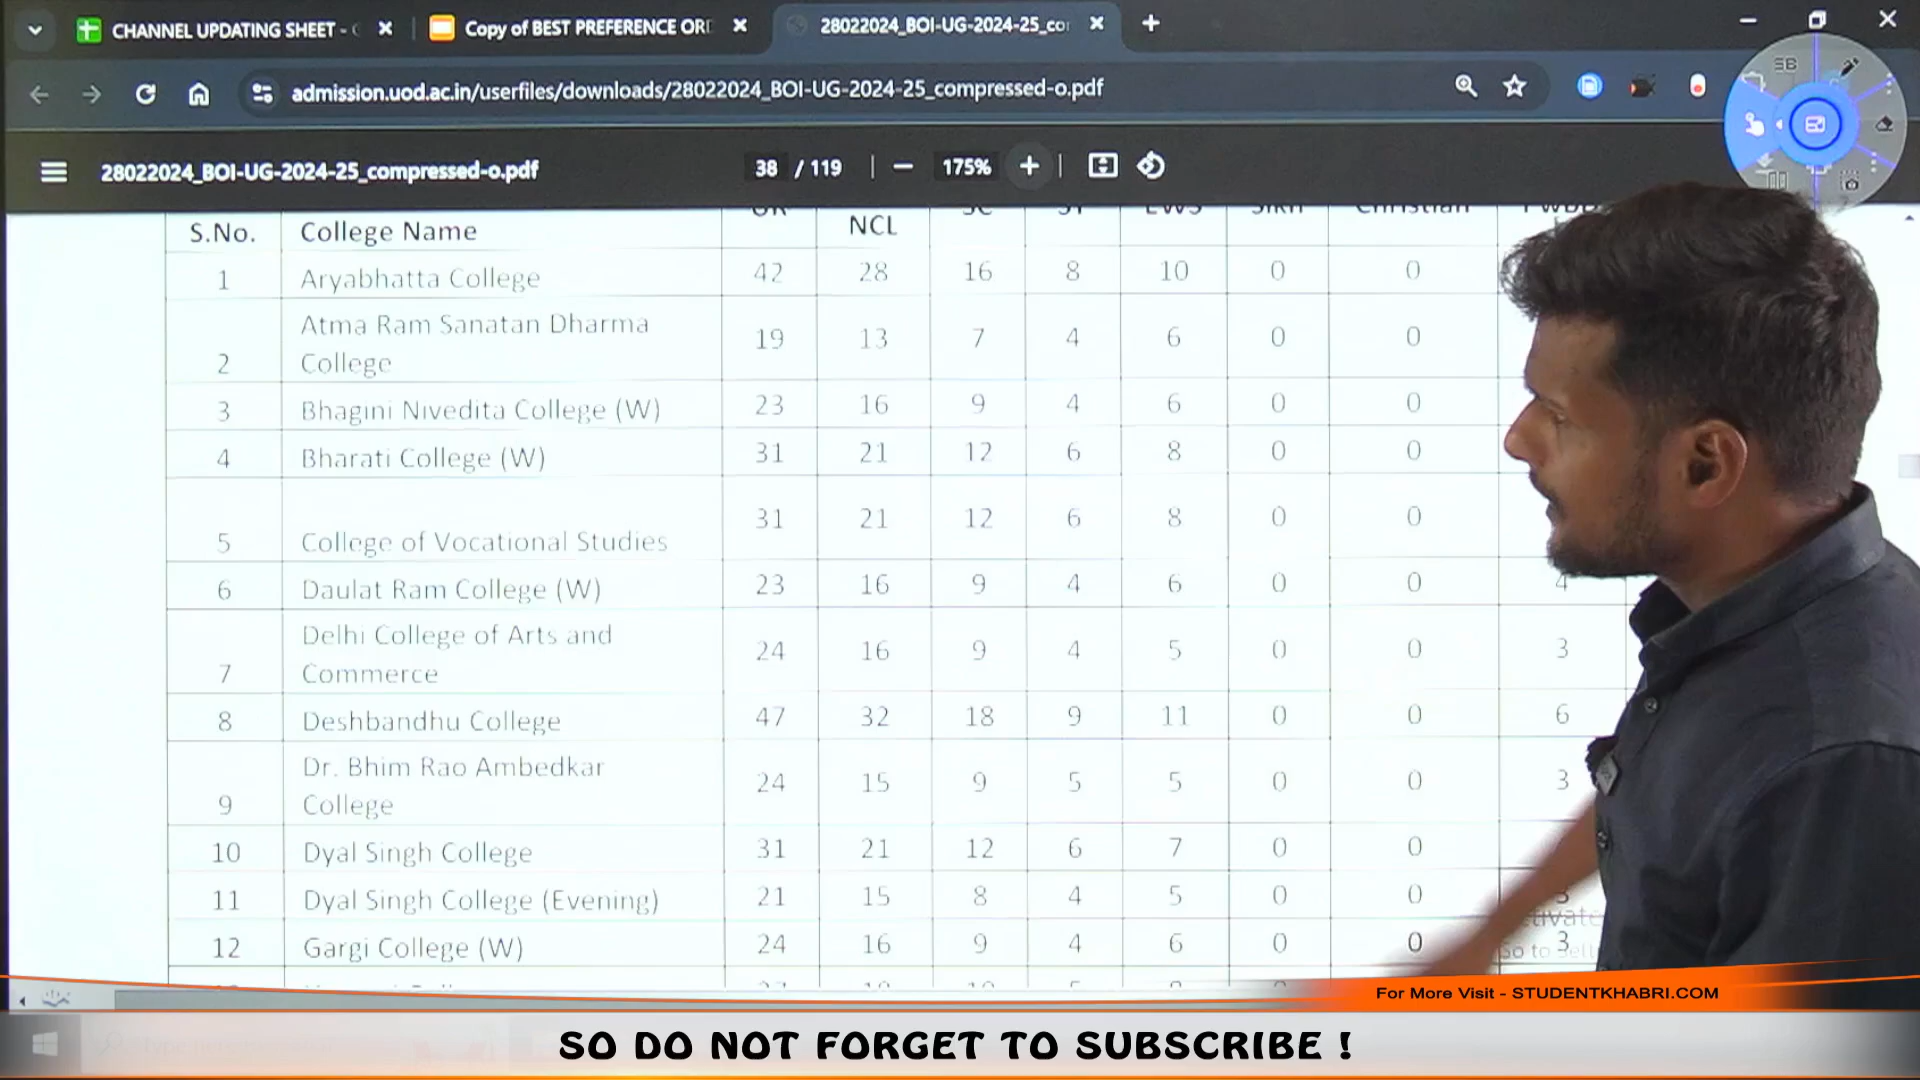 CHANNEL UPDATING SHEET -
Copy of BEST PREFERENCE OR
28022024_BOI-UG-2024-25_co
admission.uod.ac.in/userfiles/downloads/28022024_BOI-UG-2024-25_compressed-o.pdf
28022024_BOI-UG-2024-25_compressed-o.pdf 38 / 119 175%
S.No. College Name UR NCL SC ST EWS Sikh Christian PwBD
1 Aryabhatta College 42 28 16 8 10 0 0
2 Atma Ram Sanatan Dharma College 19 13 7 4 6 0 0
3 Bhagini Nivedita College (W) 23 16 9 4 6 0 0
4 Bharati College (W) 31 21 12 6 8 0 0
5 College of Vocational Studies 31 21 12 6 8 0 0
6 Daulat Ram College (W) 23 16 9 4 6 0 0 4
7 Delhi College of Arts and Commerce 24 16 9 4 5 0 0 3
8 Deshbandhu College 47 32 18 9 11 0 0 6
9 Dr. Bhim Rao Ambedkar College 24 15 9 5 5 0 0 3
10 Dyal Singh College 31 21 12 6 7 0 0
11 Dyal Singh College (Evening) 21 15 8 4 5 0 0 3
12 Gargi College (W) 24 16 9 4 6 0 0 3
For More Visit - STUDENTKHABRI.COM
SO DO NOT FORGET TO SUBSCRIBE !